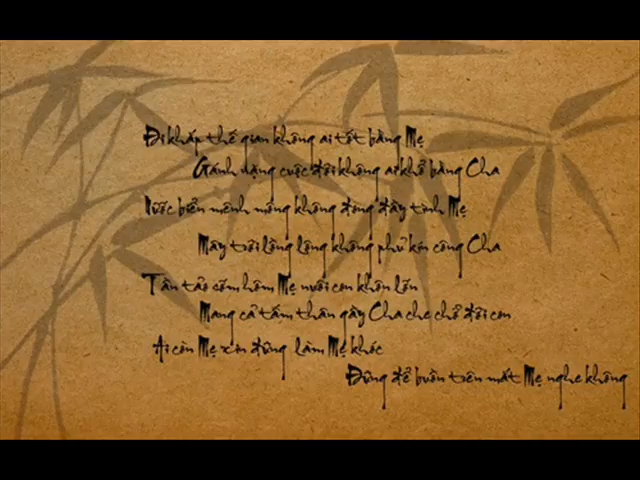 Đi khắp thế gian không ai tốt bằng Mẹ
Gánh nặng cuộc đời không ai khổ bằng Cha
Nước biển mênh mông không đong đầy tình Mẹ
Mây trời lồng lộng không phủ kín công Cha
Tần tảo sớm hôm Mẹ nuôi con khôn lớn
Mang cả tấm thân gầy Cha che chở đời con
Ai còn Mẹ xin đừng làm Mẹ khóc
Đừng để buồn trên mắt Mẹ nghe không